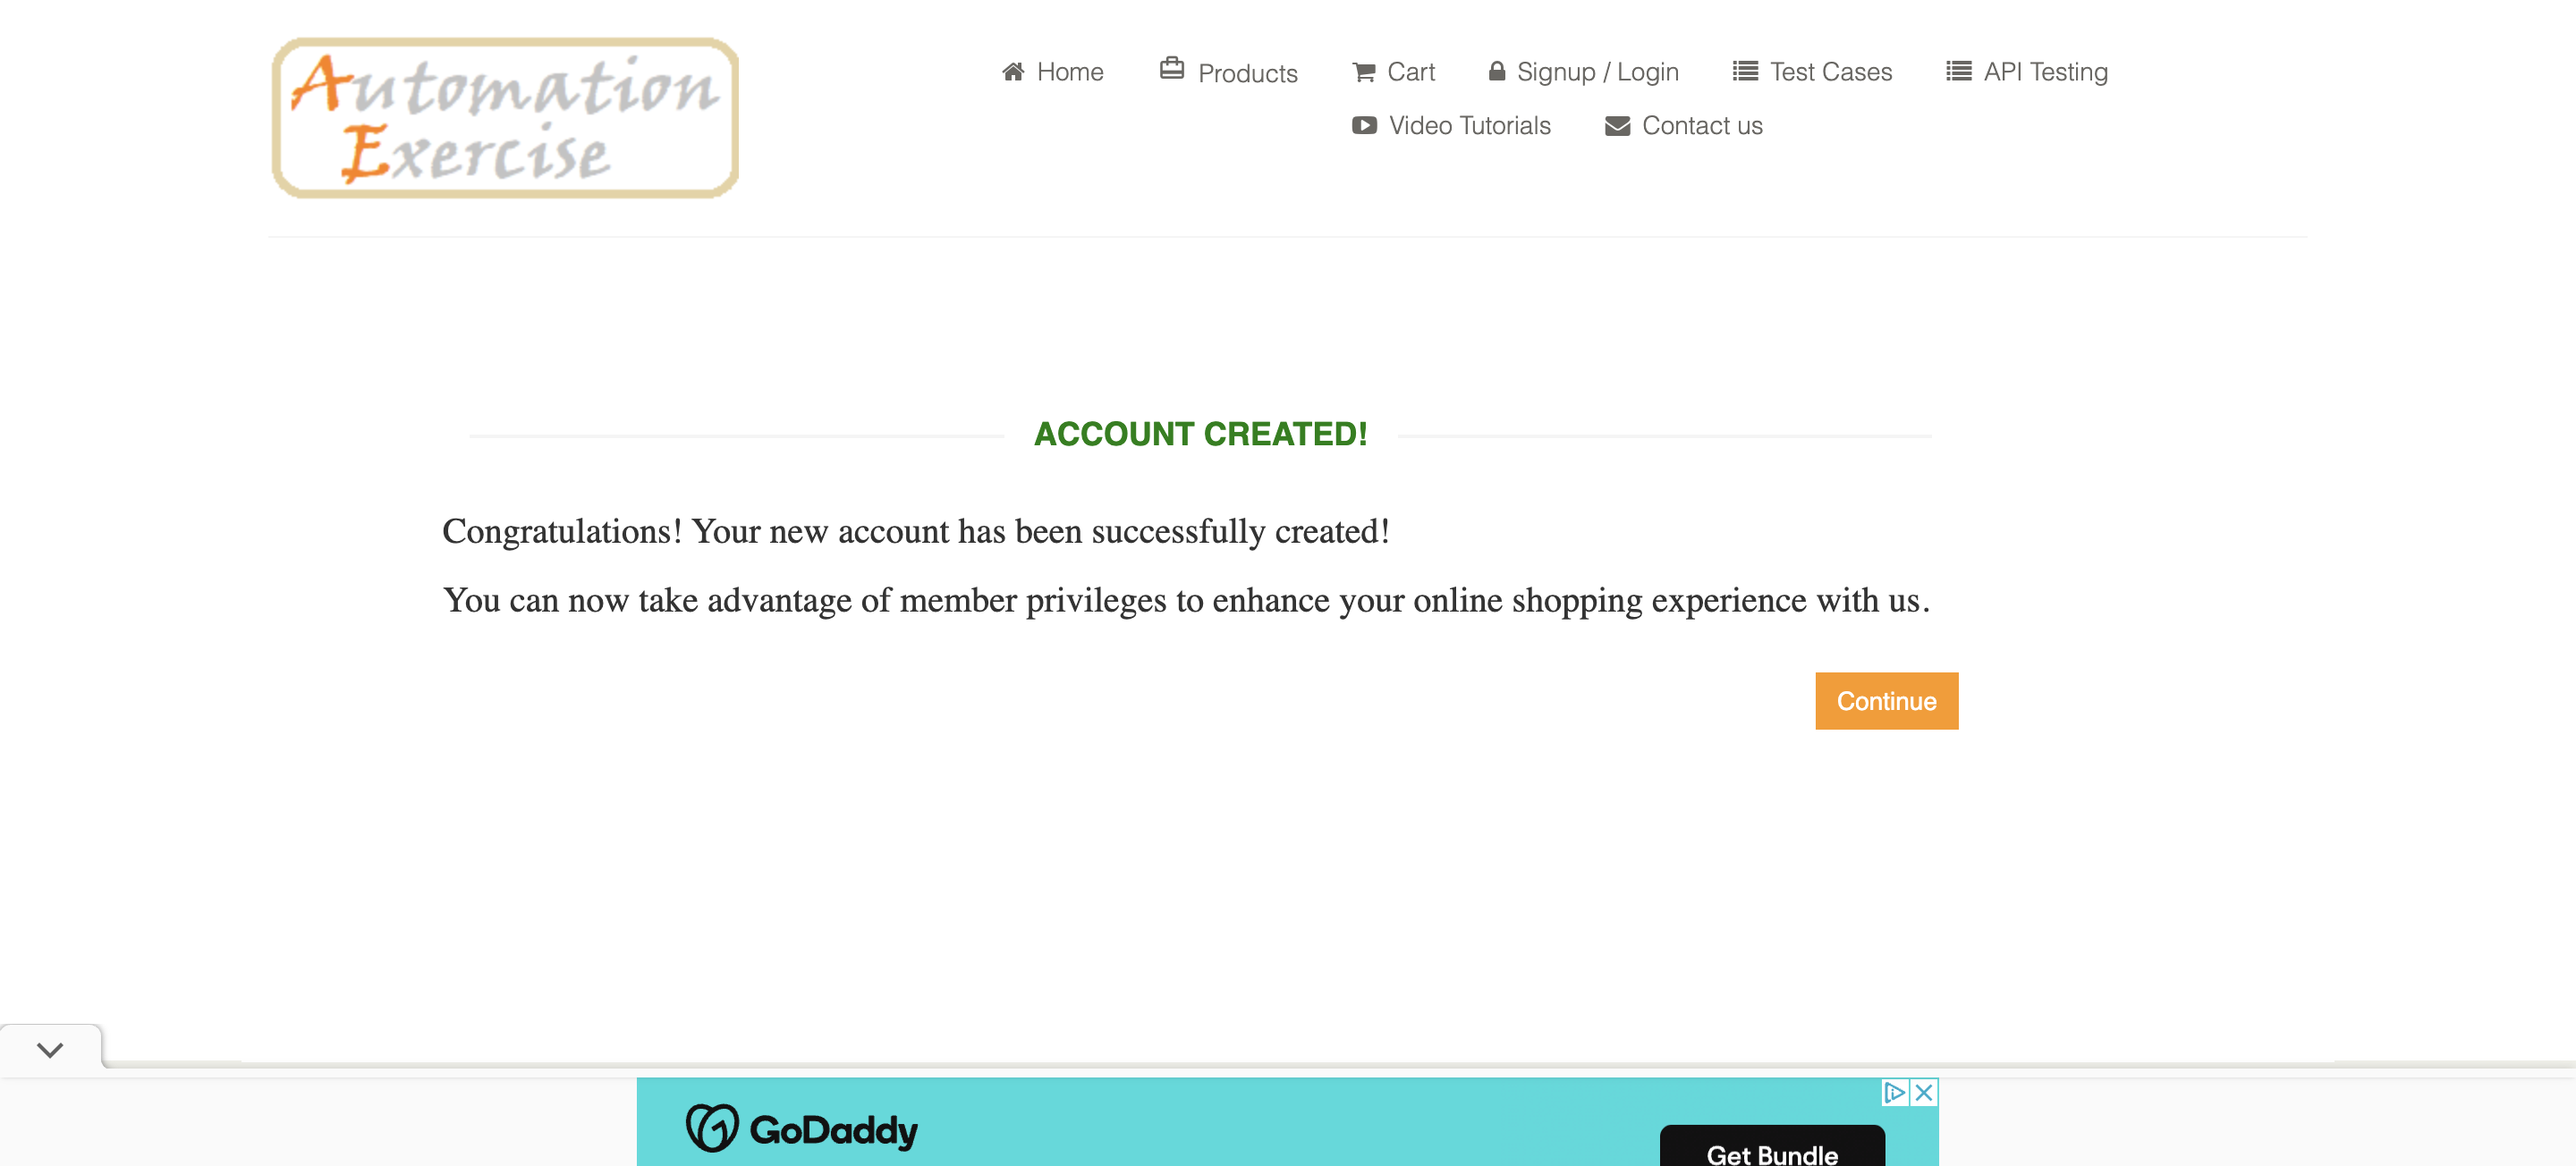 Automation
Exercise
Home Products Cart Signup / Login Test Cases API Testing
Video Tutorials Contact us
ACCOUNT CREATED!
Congratulations! Your new account has been successfully created!
You can now take advantage of member privileges to enhance your online shopping experience with us.
Continue
GoDaddy
Get Bundle